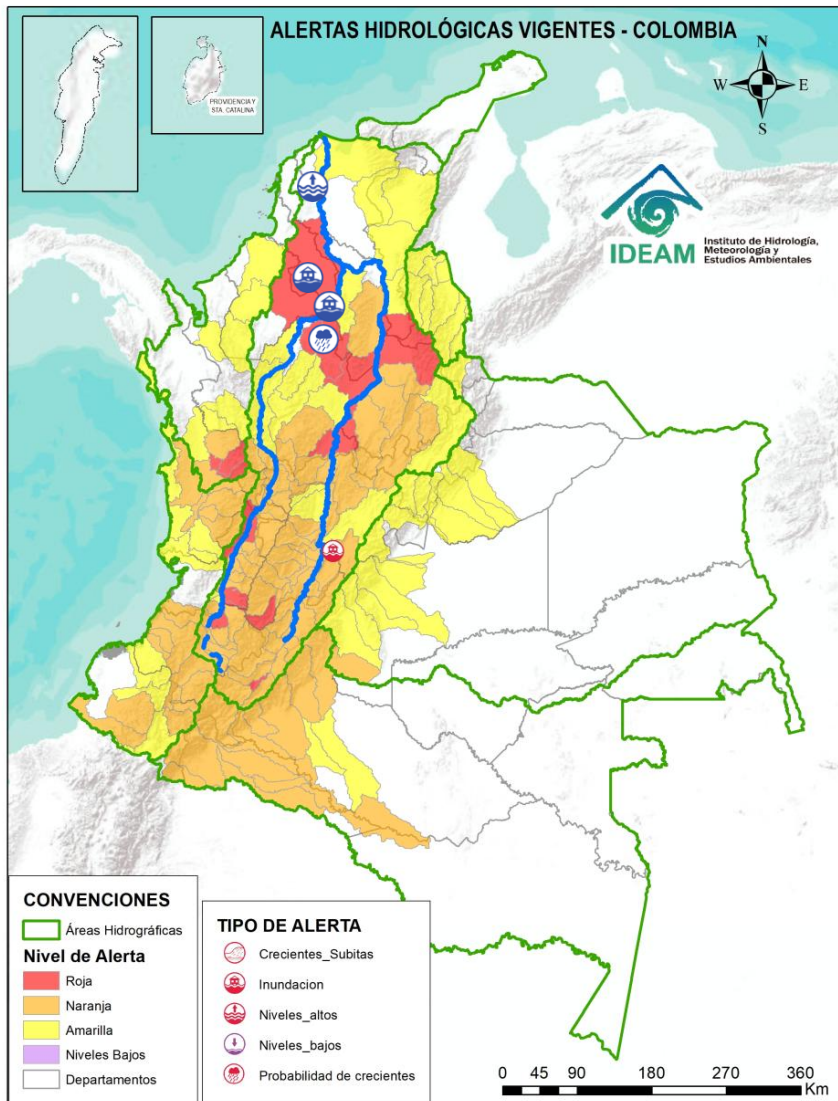 ALERTAS HIDROLÓGICAS VIGENTES - COLOMBIA
PROVIDENCIA Y
STA. CATALINA
N
W
E
S
IDEAM
Instituto de Hidrología,
Meteorología y
Estudios Ambientales
CONVENCIONES
Áreas Hidrográficas
Nivel de Alerta
Roja
Naranja
Amarilla
Niveles Bajos
Departamentos
TIPO DE ALERTA
Crecientes_Subitas
Inundacion
Niveles_altos
Niveles_bajos
Probabilidad de crecientes
0 45 90 180 270 360
Km